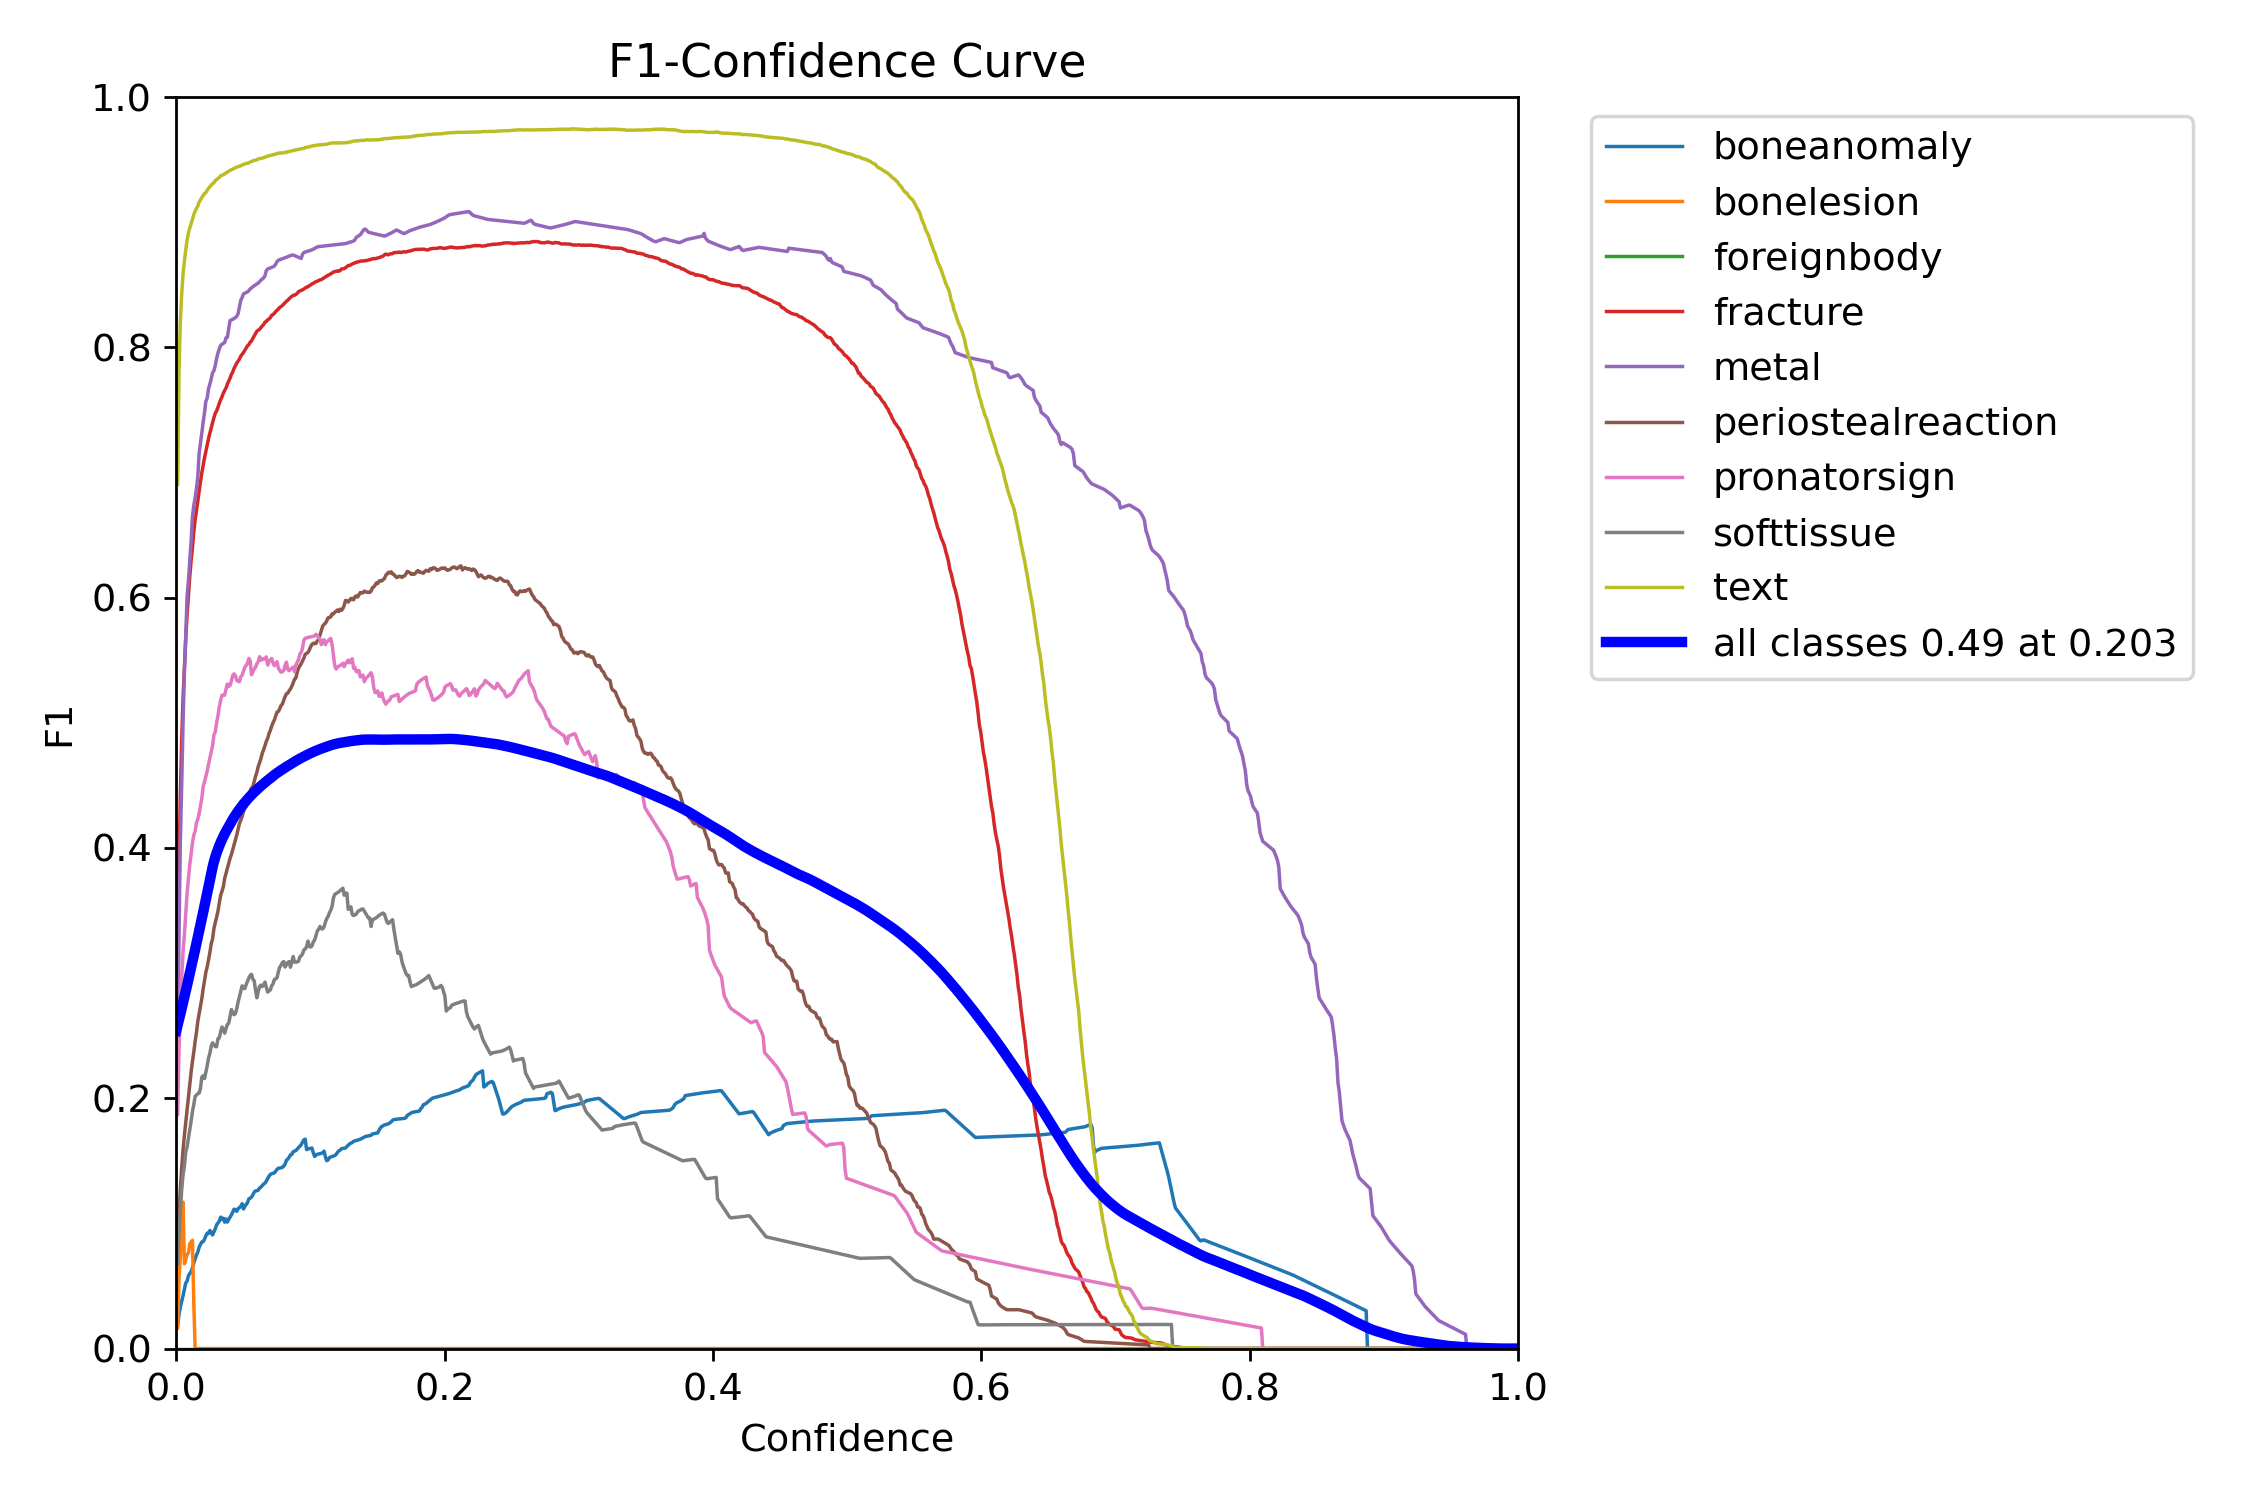 F1-Confidence Curve
1.0
0.8
0.6
0.4
0.2
0.0
F1
0.0 0.2 0.4 0.6 0.8 1.0
Confidence
boneanomaly
bonelesion
foreignbody
fracture
metal
periostealreaction
pronatorsign
softtissue
text
all classes 0.49 at 0.203